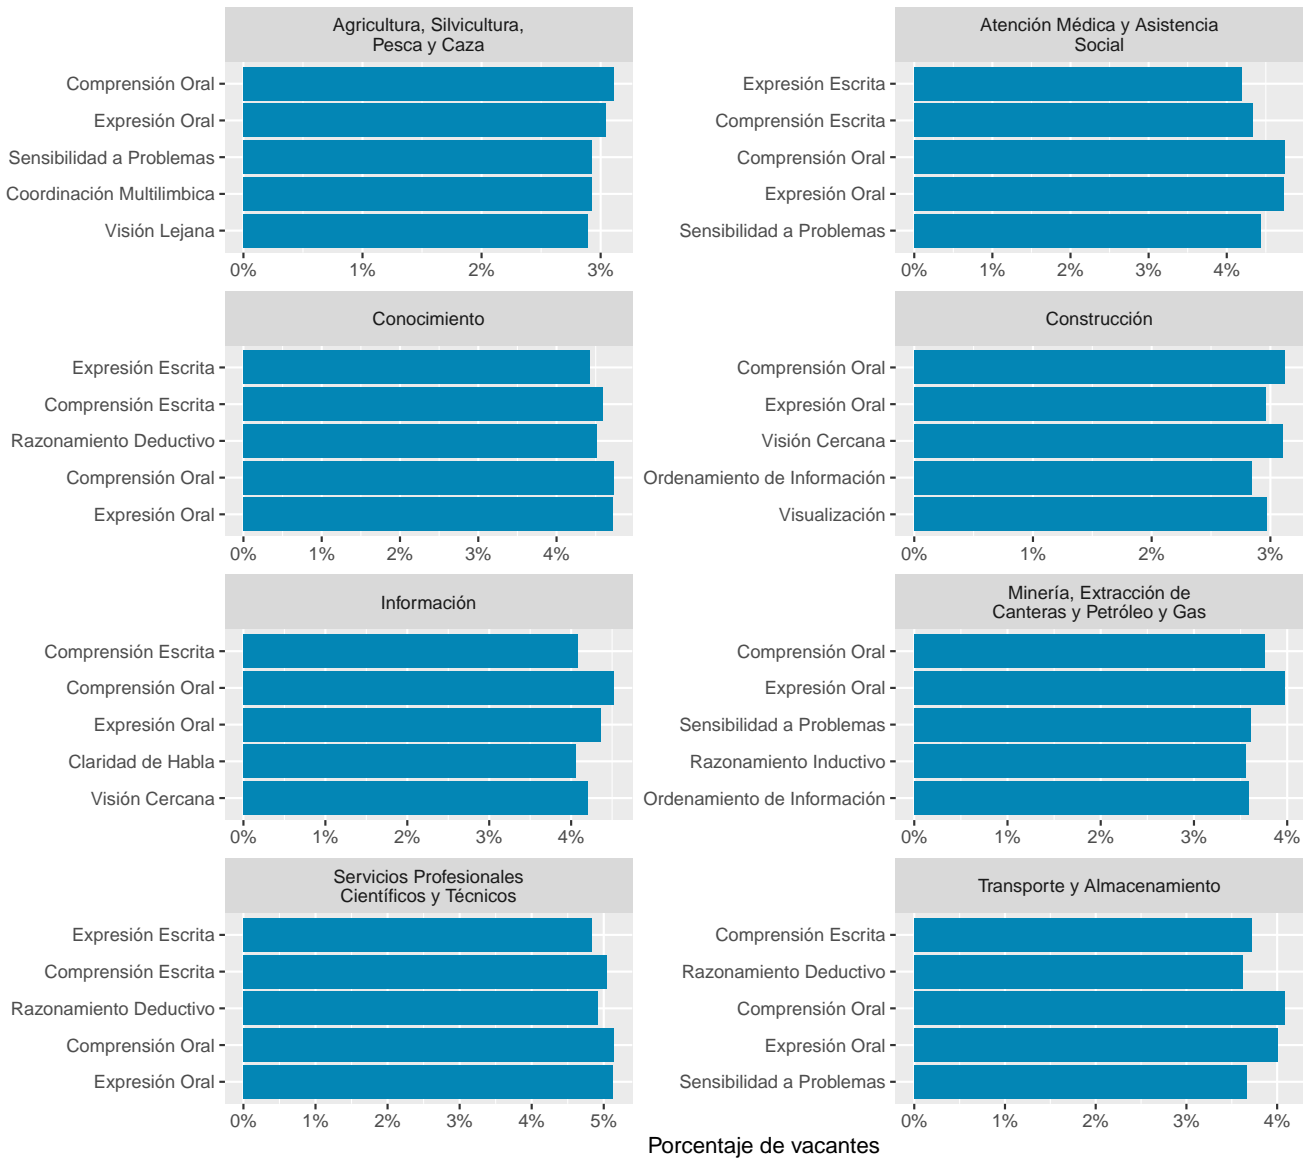 Agricultura, Silvicultura,
Pesca y Caza
Comprensión Oral
Expresión Oral
Sensibilidad a Problemas
Coordinación Multilimbica
Visión Lejana
0% 1% 2% 3%
Atención Médica y Asistencia
Social
Expresión Escrita
Comprensión Escrita
Comprensión Oral
Expresión Oral
Sensibilidad a Problemas
0% 1% 2% 3% 4%
Conocimiento
Expresión Escrita
Comprensión Escrita
Razonamiento Deductivo
Comprensión Oral
Expresión Oral
0% 1% 2% 3% 4%
Construcción
Comprensión Oral
Expresión Oral
Visión Cercana
Ordenamiento de Información
Visualización
0% 1% 2% 3%
Información
Comprensión Escrita
Comprensión Oral
Expresión Oral
Claridad de Habla
Visión Cercana
0% 1% 2% 3% 4%
Minería, Extracción de
Canteras y Petróleo y Gas
Comprensión Oral
Expresión Oral
Sensibilidad a Problemas
Razonamiento Inductivo
Ordenamiento de Información
0% 1% 2% 3% 4%
Servicios Profesionales
Científicos y Técnicos
Expresión Escrita
Comprensión Escrita
Razonamiento Deductivo
Comprensión Oral
Expresión Oral
0% 1% 2% 3% 4% 5%
Transporte y Almacenamiento
Comprensión Escrita
Razonamiento Deductivo
Comprensión Oral
Expresión Oral
Sensibilidad a Problemas
0% 1% 2% 3% 4%
Porcentaje de vacantes